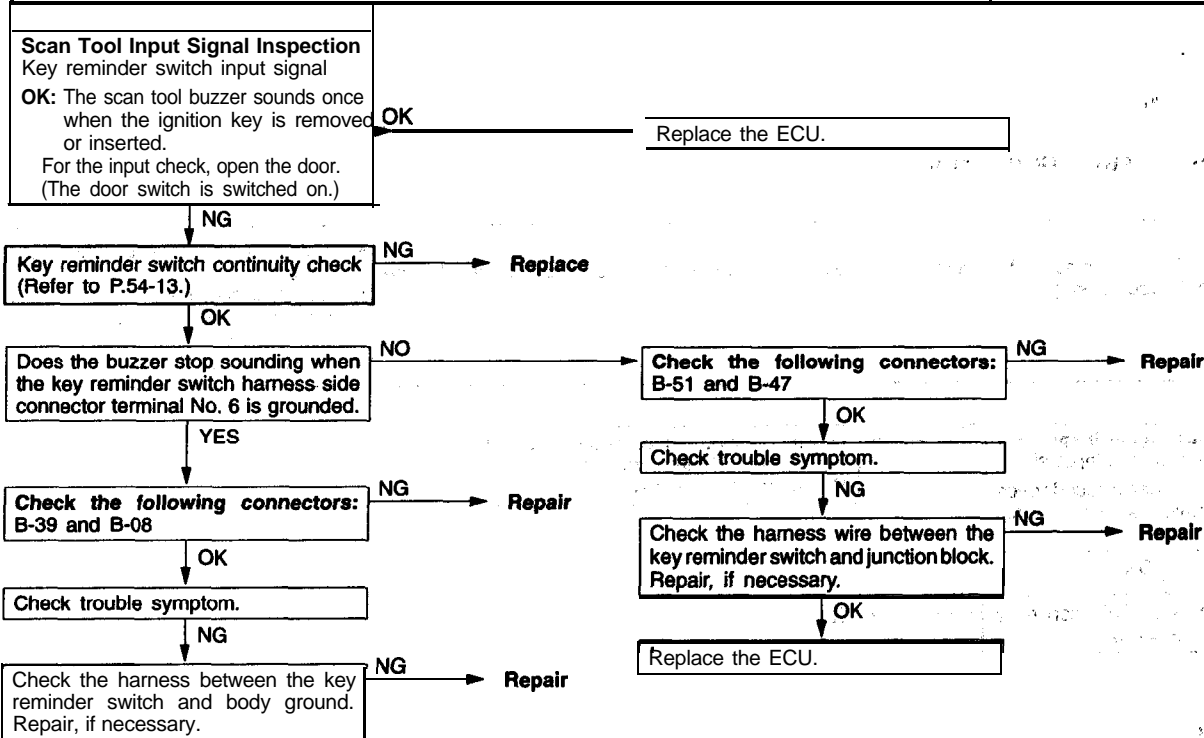 Scan Tool Input Signal Inspection
Key reminder switch input signal
OK: The scan tool buzzer sounds once
when the ignition key is removed
or inserted.
For the input check, open the door.
(The door switch is switched on.)
OK
Replace the ECU.
NG
Key reminder switch continuity check
(Refer to P.54-13.)
NG
Replace
OK
Does the buzzer stop sounding when
the key reminder switch harness side
connector terminal No. 6 is grounded.
NO
Check the following connectors:
B-51 and B-47
NG
Repair
YES
OK
Check trouble symptom.
NG
Check the following connectors:
B-39 and B-08
NG
Repair
Check the harness wire between the
key reminder switch and junction block.
Repair, if necessary.
NG
Repair
OK
Check trouble symptom.
OK
Replace the ECU.
NG
Check the harness between the key
reminder switch and body ground.
Repair, if necessary.
NG
Repair